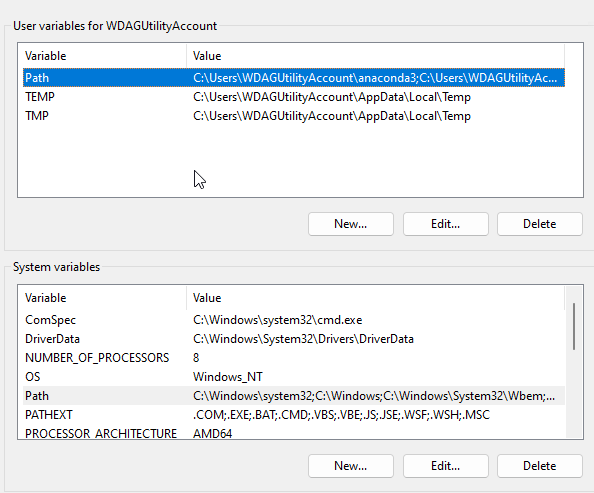 User variables for WDAGUtilityAccount
Variable Value
Path C:\Users\WDAGUtilityAccount\anaconda3;C:\Users\WDAGUtilityAc...
TEMP C:\Users\WDAGUtilityAccount\AppData\Local\Temp
TMP C:\Users\WDAGUtilityAccount\AppData\Local\Temp
New... Edit... Delete
System variables
Variable Value
ComSpec C:\Windows\system32\cmd.exe
DriverData C:\Windows\System32\Drivers\DriverData
NUMBER_OF_PROCESSORS 8
OS Windows_NT
Path C:\Windows\system32;C:\Windows;C:\Windows\System32\Wbem;...
PATHEXT .COM;.EXE;.BAT;.CMD;.VBS;.VBE;.JS;.JSE;.WSF;.WSH;.MSC
PROCESSOR_ARCHITECTURE AMD64
New... Edit... Delete